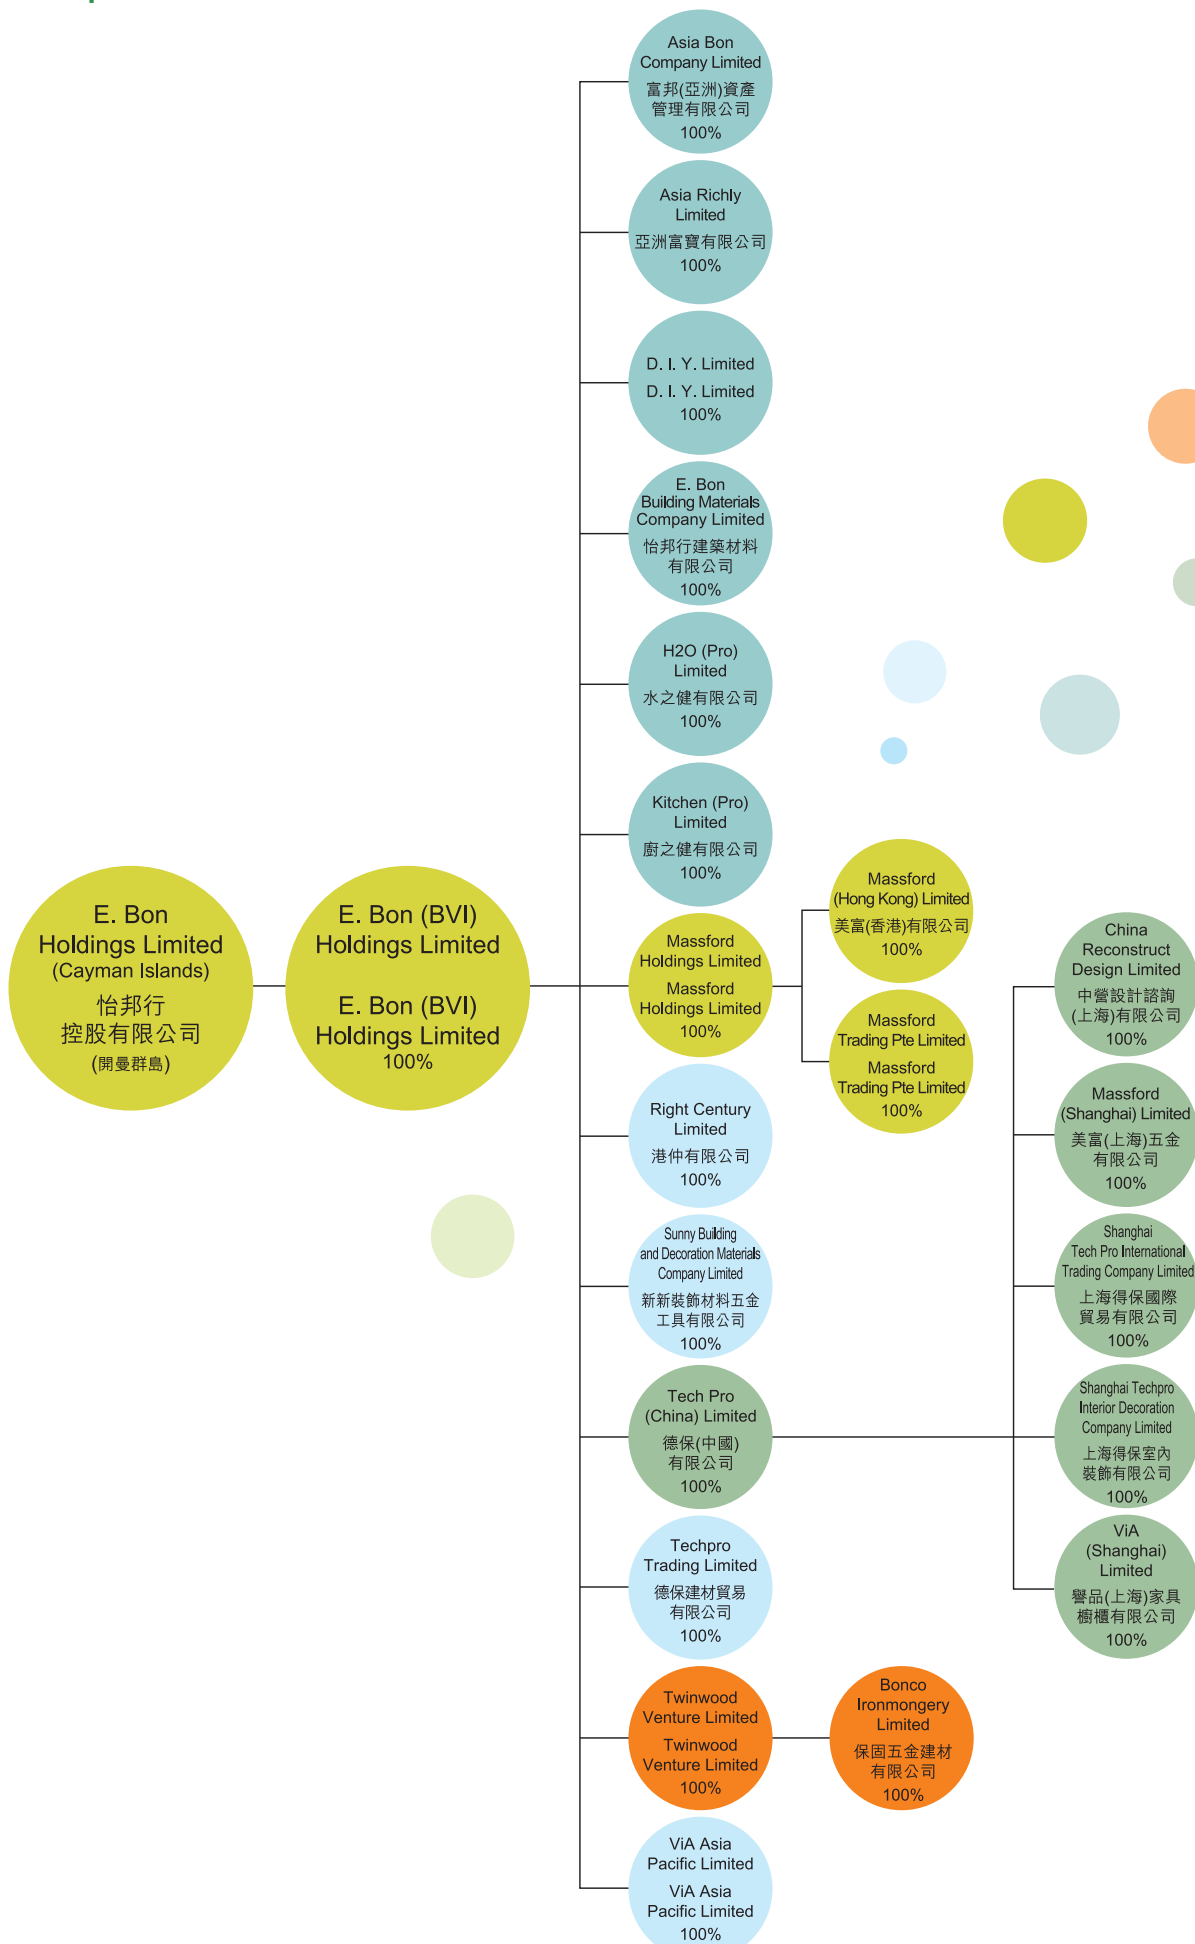 Asia Bon
Company Limited
富邦(亞洲)資產
管理有限公司
100%
Asia Richly
Limited
亞洲富寶有限公司
100%
D. I. Y. Limited
D. I. Y. Limited
100%
E. Bon
Building Materials
Company Limited
怡邦行建築材料
有限公司
100%
H2O (Pro)
Limited
水之健有限公司
100%
Kitchen (Pro)
Limited
廚之健有限公司
100%
E. Bon
Holdings Limited
(Cayman Islands)
怡邦行
控股有限公司
(開曼群島)
E. Bon (BVI)
Holdings Limited
E. Bon (BVI)
Holdings Limited
100%
Massford
Holdings Limited
Massford
Holdings Limited
100%
Massford
(Hong Kong) Limited
美富(香港)有限公司
100%
Massford
Trading Pte Limited
Massford
Trading Pte Limited
100%
Right Century
Limited
港仲有限公司
100%
Sunny Building
and Decoration Materials
Company Limited
新新裝飾材料五金
工具有限公司
100%
Tech Pro
(China) Limited
德保(中國)
有限公司
100%
China
Reconstruct
Design Limited
中營設計諮詢
(上海)有限公司
100%
Massford
(Shanghai) Limited
美富(上海)五金
有限公司
100%
Shanghai
Tech Pro International
Trading Company Limited
上海得保國際
貿易有限公司
100%
Shanghai Techpro
Interior Decoration
Company Limited
上海得保室內
裝飾有限公司
100%
ViA
(Shanghai)
Limited
譽品(上海)家具
櫥櫃有限公司
100%
Techpro
Trading Limited
德保建材貿易
有限公司
100%
Twinwood
Venture Limited
Twinwood
Venture Limited
100%
Bonco
Ironmongery
Limited
保固五金建材
有限公司
100%
ViA Asia
Pacific Limited
ViA Asia
Pacific Limited
100%